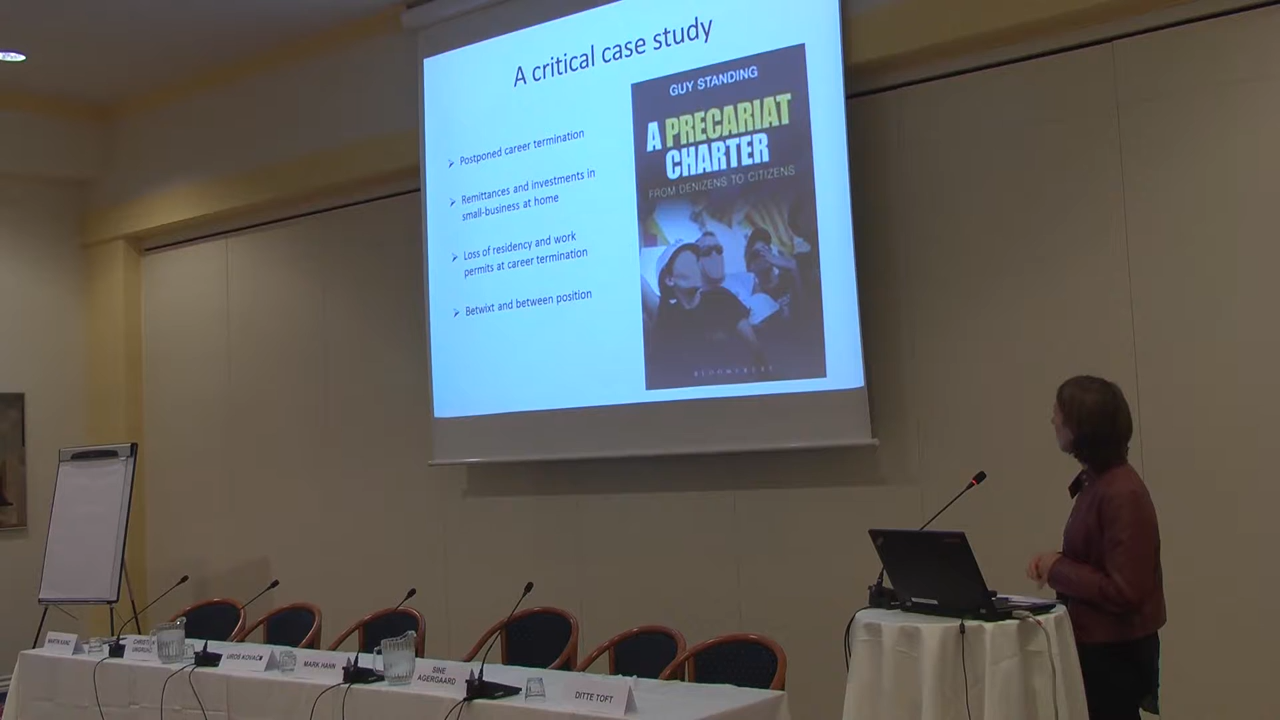 A critical case study
Postponed career termination
Remittances and investments in
small-business at home
Loss of residency and work
permits at career termination
Betwixt and between position
GUY STANDING
A PRECARIAT
CHARTER
FROM DENIZENS TO CITIZENS
BLOOMSBURY
UROŠ KOVAČ
MARK HANN
SINE
AGERGAARD
DITTE TOFT